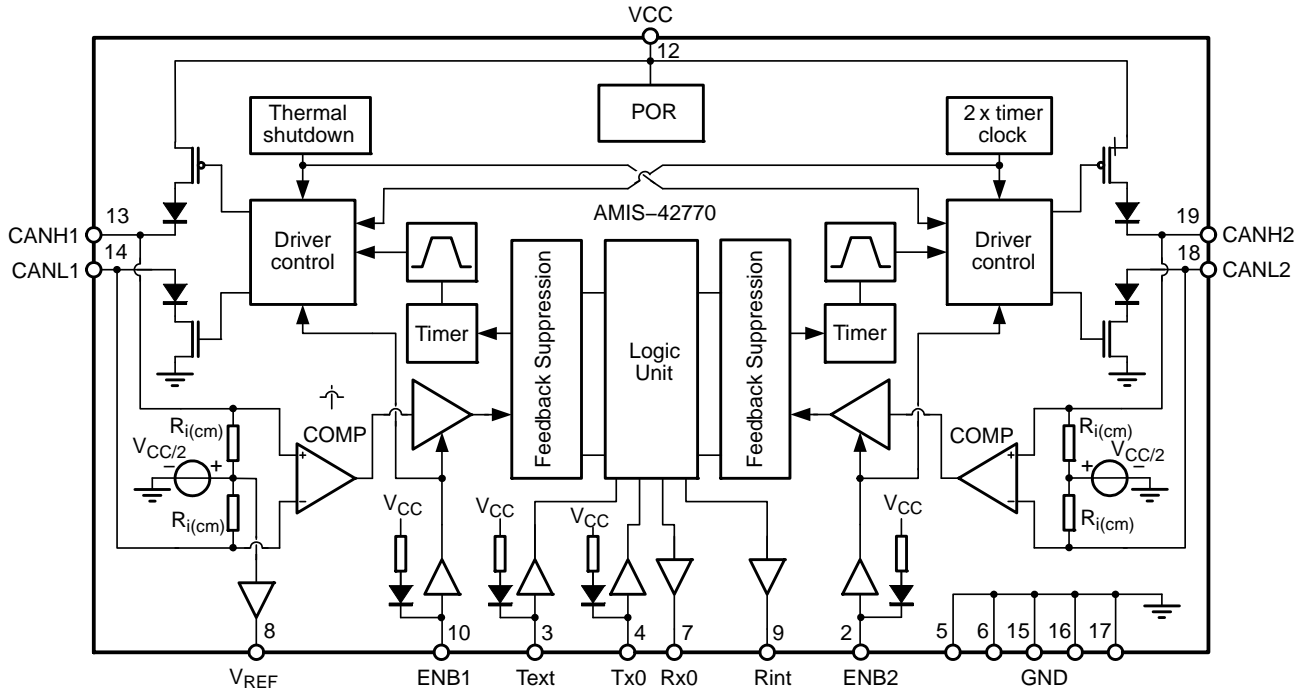 VCC
12
Thermal
shutdown
POR
2 x timer
clock
AMIS–42770
13
CANH1
14
CANL1
19
CANH2
18
CANL2
Driver
control
Driver
control
Timer
Feedback Suppression
Logic
Unit
Feedback Suppression
Timer
Ri(cm)
VCC/2
– +
Ri(cm)
COMP
+
–
COMP
+
–
Ri(cm)
VCC/2
+ –
Ri(cm)
VCC
VCC
VCC
VCC
8
10
3
4
7
9
2
5
6
15
16
17
VREF
ENB1
Text
Tx0
Rx0
Rint
ENB2
GND